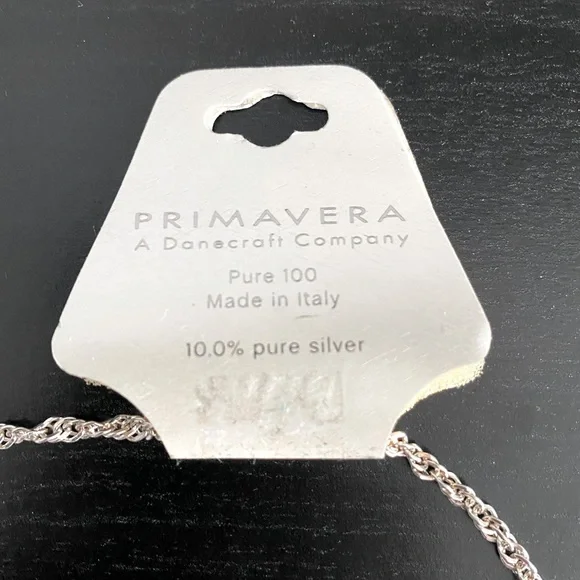 PRIMAVERA
A Danecraft Company
Pure 100
Made in Italy
10.0% pure silver